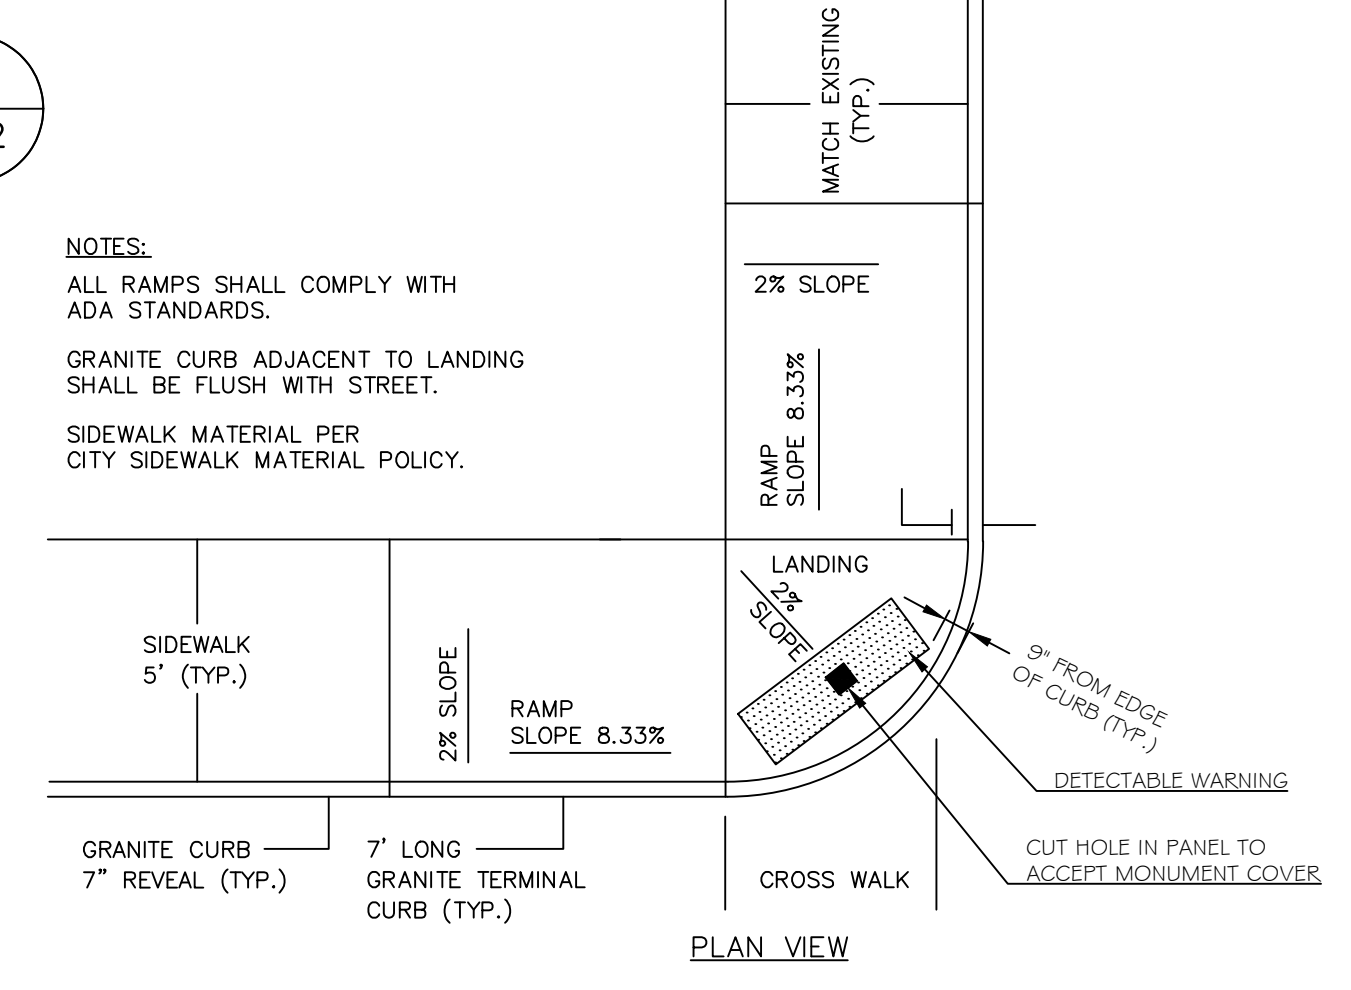 2
MATCH EXISTING
(TYP.)
NOTES:
ALL RAMPS SHALL COMPLY WITH
ADA STANDARDS.
GRANITE CURB ADJACENT TO LANDING
SHALL BE FLUSH WITH STREET.
SIDEWALK MATERIAL PER
CITY SIDEWALK MATERIAL POLICY.
2% SLOPE
RAMP
SLOPE 8.33%
LANDING
2%
SLOPE
SIDEWALK
5' (TYP.)
2% SLOPE
RAMP
SLOPE 8.33%
9" FROM EDGE
OF CURB (TYP.)
DETECTABLE WARNING
CUT HOLE IN PANEL TO
ACCEPT MONUMENT COVER
GRANITE CURB
7" REVEAL (TYP.)
7' LONG
GRANITE TERMINAL
CURB (TYP.)
CROSS WALK
PLAN VIEW